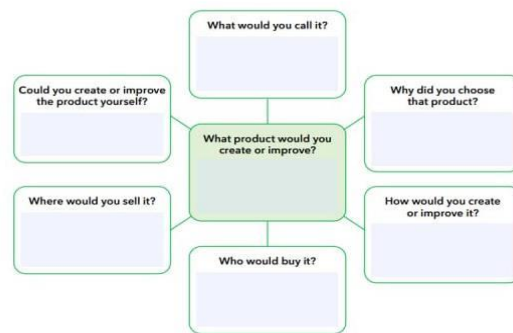 What would you call it?
Could you create or improve
the product yourself?
Why did you choose
that product?
What product would you
create or improve?
Where would you sell it?
How would you create
or improve it?
Who would buy it?